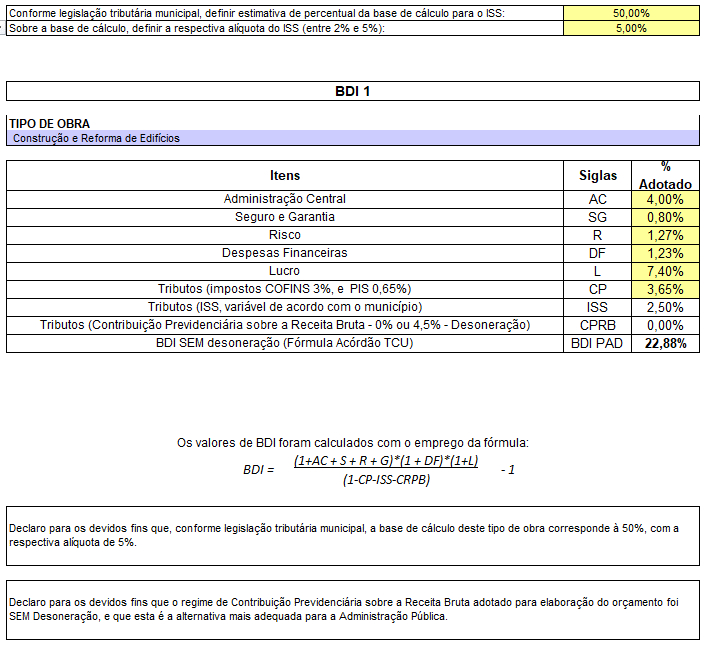 Conforme legislação tributária municipal, definir estimativa de percentual da base de cálculo para o ISS: 50,00%
Sobre a base de cálculo, definir a respectiva alíquota do ISS (entre 2% e 5%): 5,00%
BDI 1
TIPO DE OBRA
Construção e Reforma de Edifícios
Itens Siglas % Adotado
Administração Central AC 4,00%
Seguro e Garantia SG 0,80%
Risco R 1,27%
Despesas Financeiras DF 1,23%
Lucro L 7,40%
Tributos (impostos COFINS 3%, e PIS 0,65%) CP 3,65%
Tributos (ISS, variável de acordo com o município) ISS 2,50%
Tributos (Contribuição Previdenciária sobre a Receita Bruta - 0% ou 4,5% - Desoneração) CPRB 0,00%
BDI SEM desoneração (Fórmula Acórdão TCU) BDI PAD 22,88%
Os valores de BDI foram calculados com o emprego da fórmula:
(1+AC + S + R + G)*(1 + DF)*(1+L)
BDI = - 1
(1-CP-ISS-CRPB)
Declaro para os devidos fins que, conforme legislação tributária municipal, a base de cálculo deste tipo de obra corresponde à 50%, com a
respectiva alíquota de 5%.
Declaro para os devidos fins que o regime de Contribuição Previdenciária sobre a Receita Bruta adotado para elaboração do orçamento foi
SEM Desoneração, e que esta é a alternativa mais adequada para a Administração Pública.